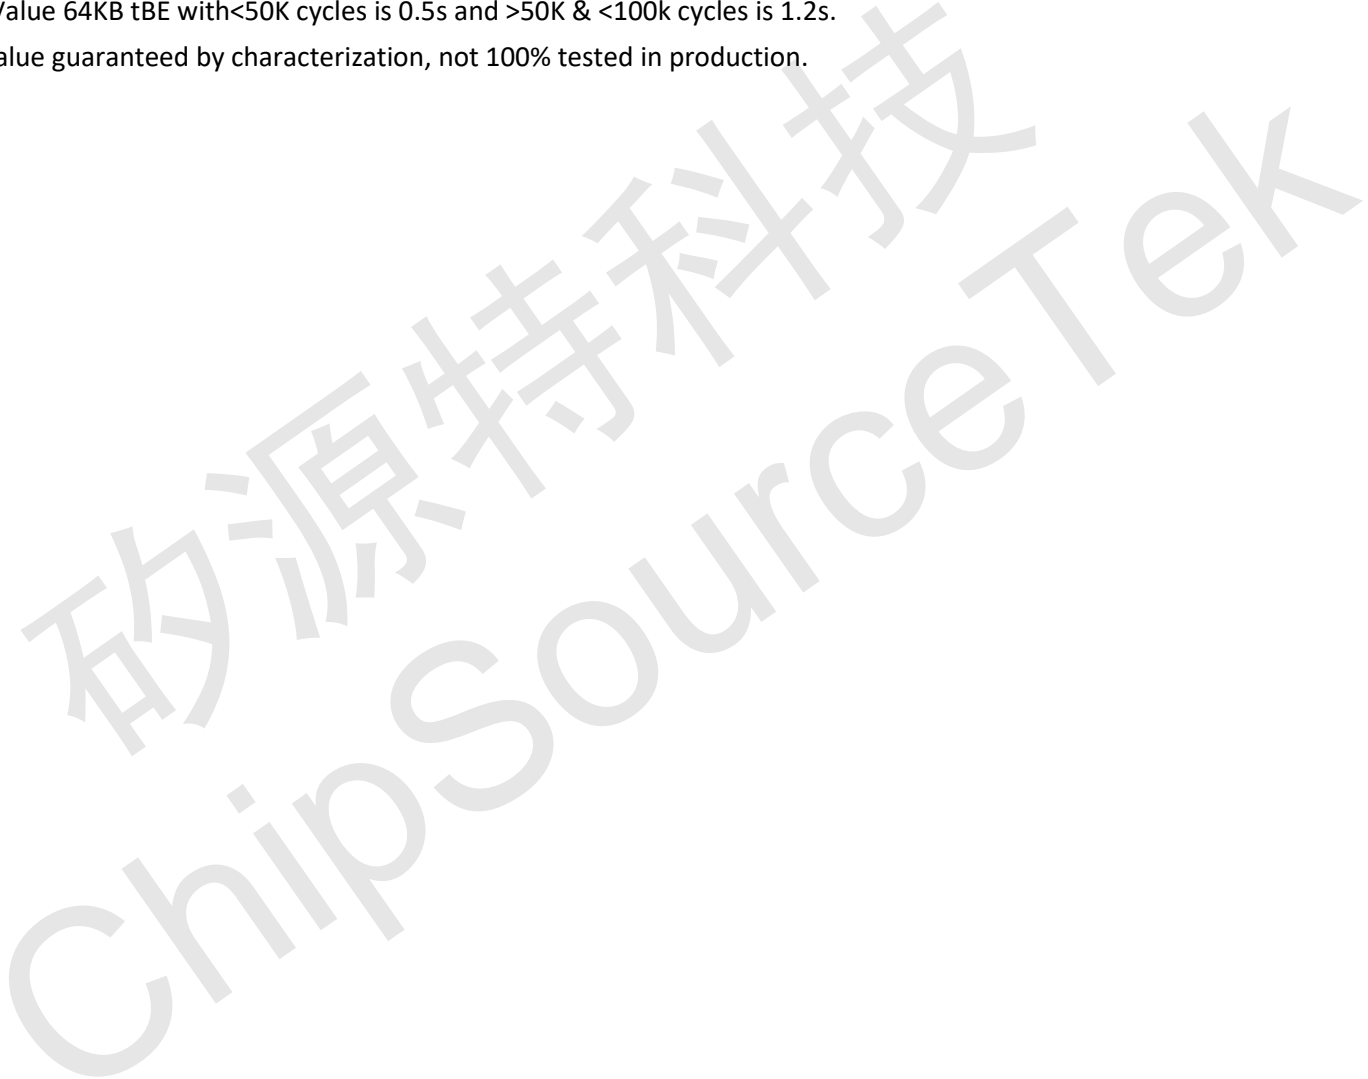 Value 64KB tBE with<50K cycles is 0.5s and >50K & <100k cycles is 1.2s.
alue guaranteed by characterization, not 100% tested in production.
矽源特科技
ChipSourceTek